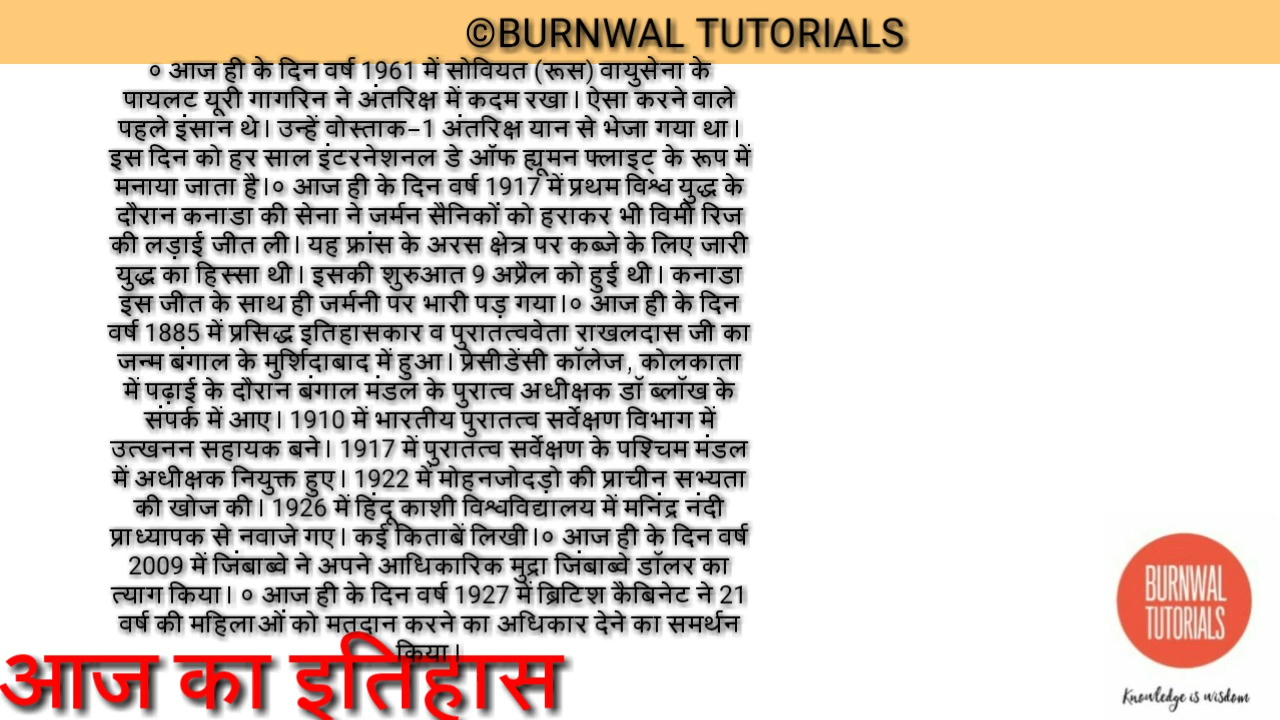 ©BURNWAL TUTORIALS
० आज ही के दिन वर्ष 1961 में सोवियत (रूस) वायुसेना के
पायलट यूरी गागरिन ने अंतरिक्ष में कदम रखा। ऐसा करने वाले
पहले इंसान थे। उन्हें वोस्ताक–1 अंतरिक्ष यान से भेजा गया था।
इस दिन को हर साल इंटरनेशनल डे ऑफ ह्यूमन फ्लाइट् के रूप में
मनाया जाता है।० आज ही के दिन वर्ष 1917 में प्रथम विश्व युद्ध के
दौरान कनाडा की सेना ने जर्मन सैनिकों को हराकर भी विमी रिज
की लड़ाई जीत ली। यह फ्रांस के अरस क्षेत्र पर कब्जे के लिए जारी
युद्ध का हिस्सा थी। इसकी शुरुआत 9 अप्रैल को हुई थी। कनाडा
इस जीत के साथ ही जर्मनी पर भारी पड़ गया।० आज ही के दिन
वर्ष 1885 में प्रसिद्ध इतिहासकार व पुरातत्ववेता राखलदास जी का
जन्म बंगाल के मुर्शिदाबाद में हुआ। प्रेसीडेंसी कॉलेज, कोलकाता
में पढ़ाई के दौरान बंगाल मंडल के पुरात्व अधीक्षक डॉ ब्लॉख के
संपर्क में आए। 1910 में भारतीय पुरातत्व सर्वेक्षण विभाग में
उत्खनन सहायक बने। 1917 में पुरातत्व सर्वेक्षण के पश्चिम मंडल
में अधीक्षक नियुक्त हुए। 1922 में मोहनजोदड़ो की प्राचीन सभ्यता
की खोज की। 1926 में हिंदू काशी विश्वविद्यालय में मनिंद्र नंदी
प्राध्यापक से नवाजे गए। कई किताबें लिखी।० आज ही के दिन वर्ष
2009 में जिंबाब्वे ने अपने आधिकारिक मुद्रा जिंबाब्वे डॉलर का
त्याग किया। ० आज ही के दिन वर्ष 1927 में ब्रिटिश कैबिनेट ने 21
वर्ष की महिलाओं को मतदान करने का अधिकार देने का समर्थन
किया।
आज का इतिहास
BURNWAL
TUTORIALS
Knowledge is wisdom